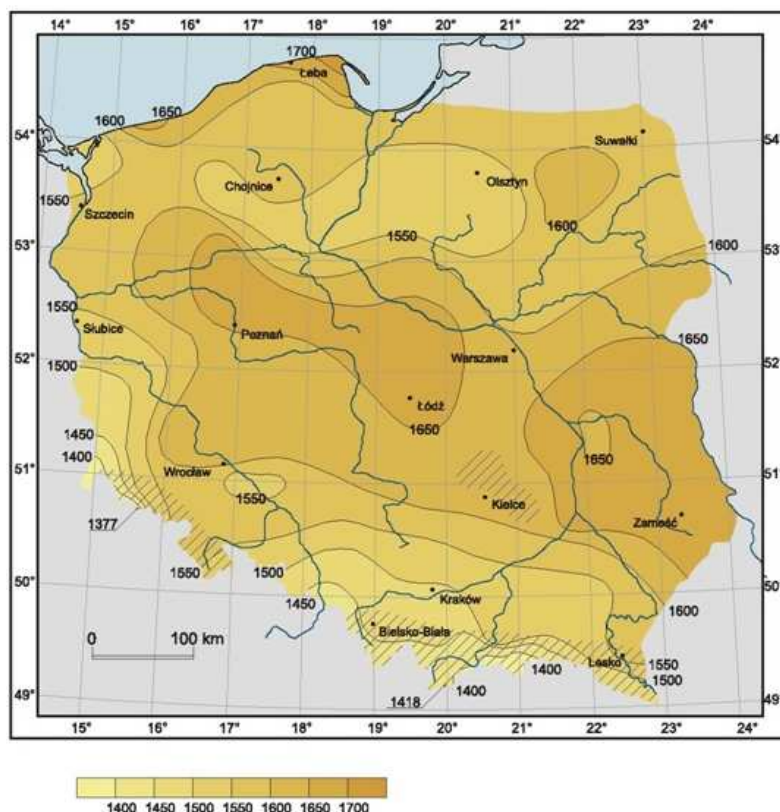 14° 15° 16° 17° 18° 19° 20° 21° 22° 23° 24°
1700
Łeba
1650
1600
54° 54°
Suwałki
Chojnice
Olsztyn
1550
Szczecin
1600
53° 1550 1600 53°
1550
Słubice
Poznań
1650
Warszawa
52° 52°
1500
Łódź
1650
1450
1400
51° Wrocław 1650 51°
1550
Kielce
Zamość
1377
1550
1500
50° 50°
1450
Kraków
1600
0 100 km
Bielsko-Biała
Lesko
1550
1400
1500
1400
1418
49° 49°
15° 16° 17° 18° 19° 20° 21° 22° 23° 24°
1400 1450 1500 1550 1600 1650 1700